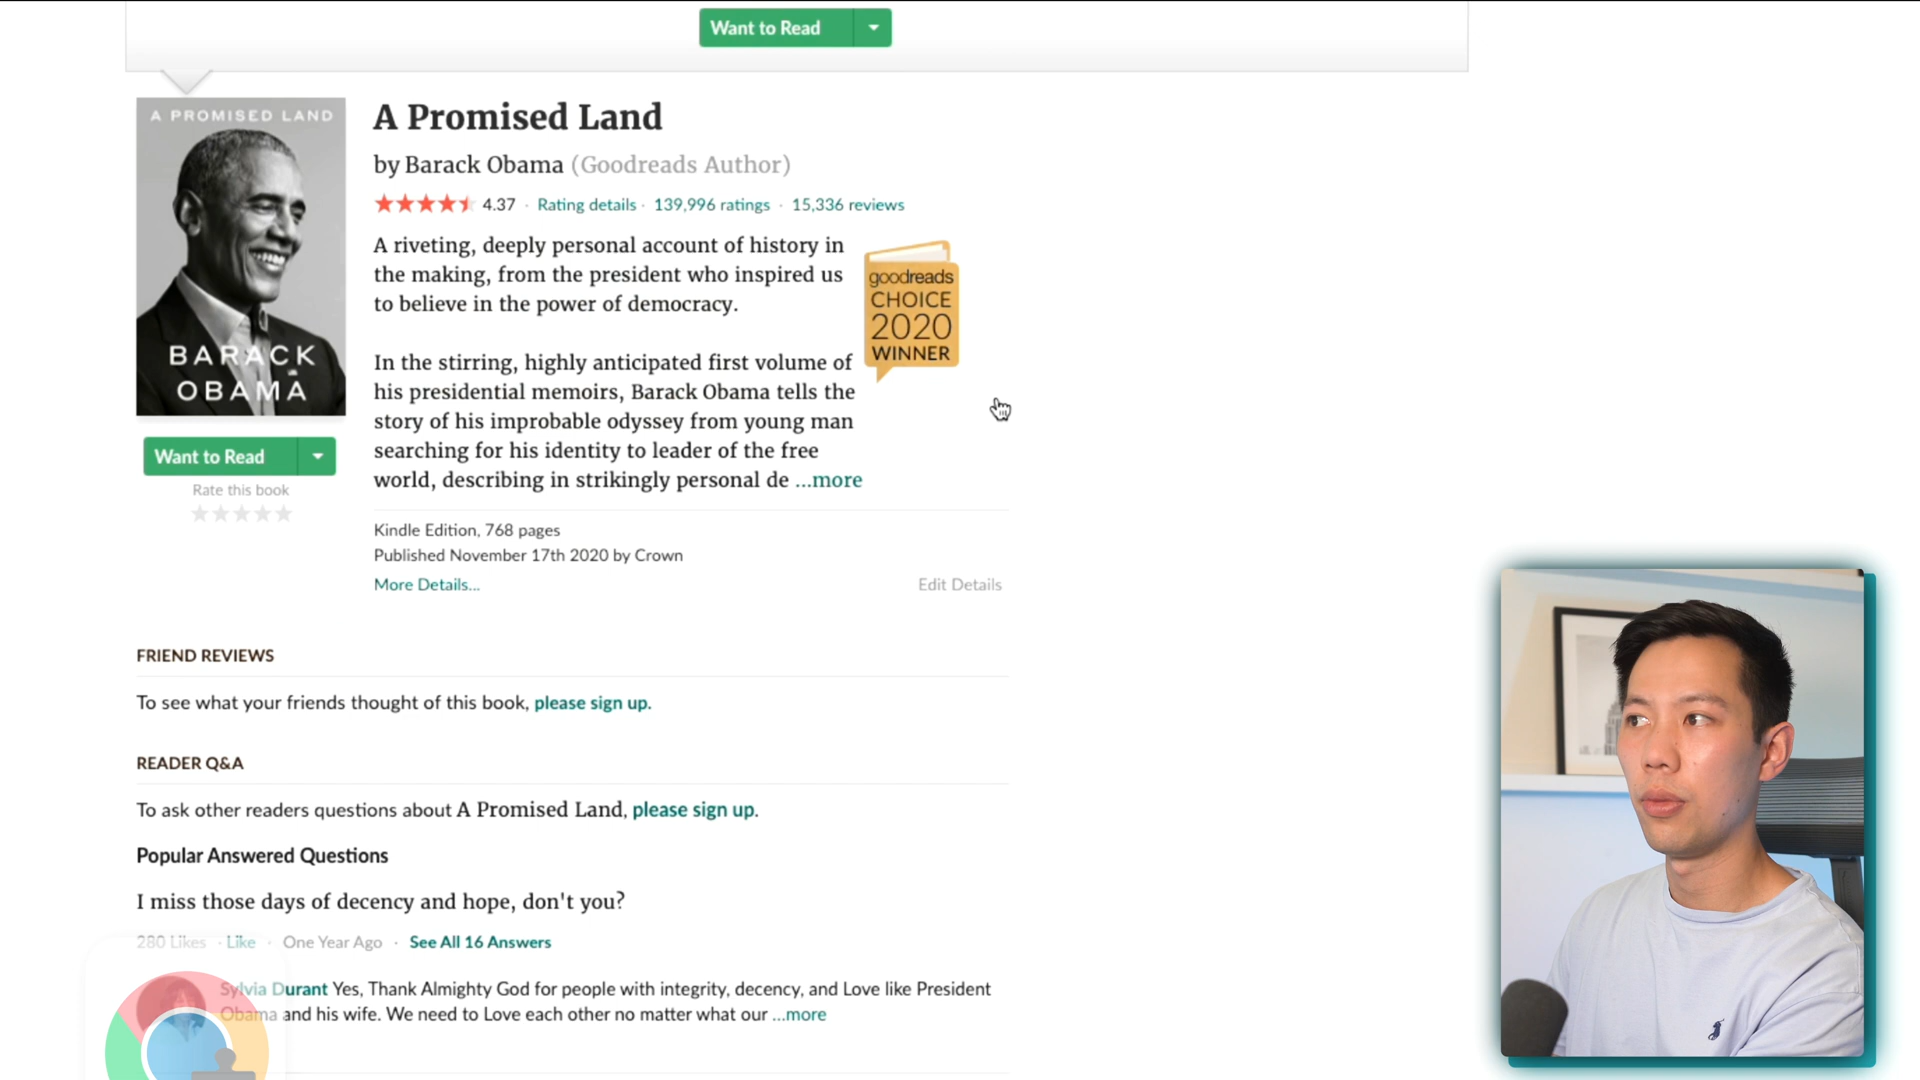 Want to Read
A PROMISED LAND
BARACK
OBAMA
Want to Read
Rate this book
A Promised Land
by Barack Obama (Goodreads Author)
4.37 · Rating details · 139,996 ratings · 15,336 reviews
A riveting, deeply personal account of history in
the making, from the president who inspired us
to believe in the power of democracy.
goodreads
CHOICE
2020
WINNER
In the stirring, highly anticipated first volume of
his presidential memoirs, Barack Obama tells the
story of his improbable odyssey from young man
searching for his identity to leader of the free
world, describing in strikingly personal de ...more
Kindle Edition, 768 pages
Published November 17th 2020 by Crown
More Details...
Edit Details
FRIEND REVIEWS
To see what your friends thought of this book, please sign up.
READER Q&A
To ask other readers questions about A Promised Land, please sign up.
Popular Answered Questions
I miss those days of decency and hope, don't you?
280 Likes · Like · One Year Ago · See All 16 Answers
Sylvia Durant Yes, Thank Almighty God for people with integrity, decency, and Love like President
Obama and his wife. We need to Love each other no matter what our ...more